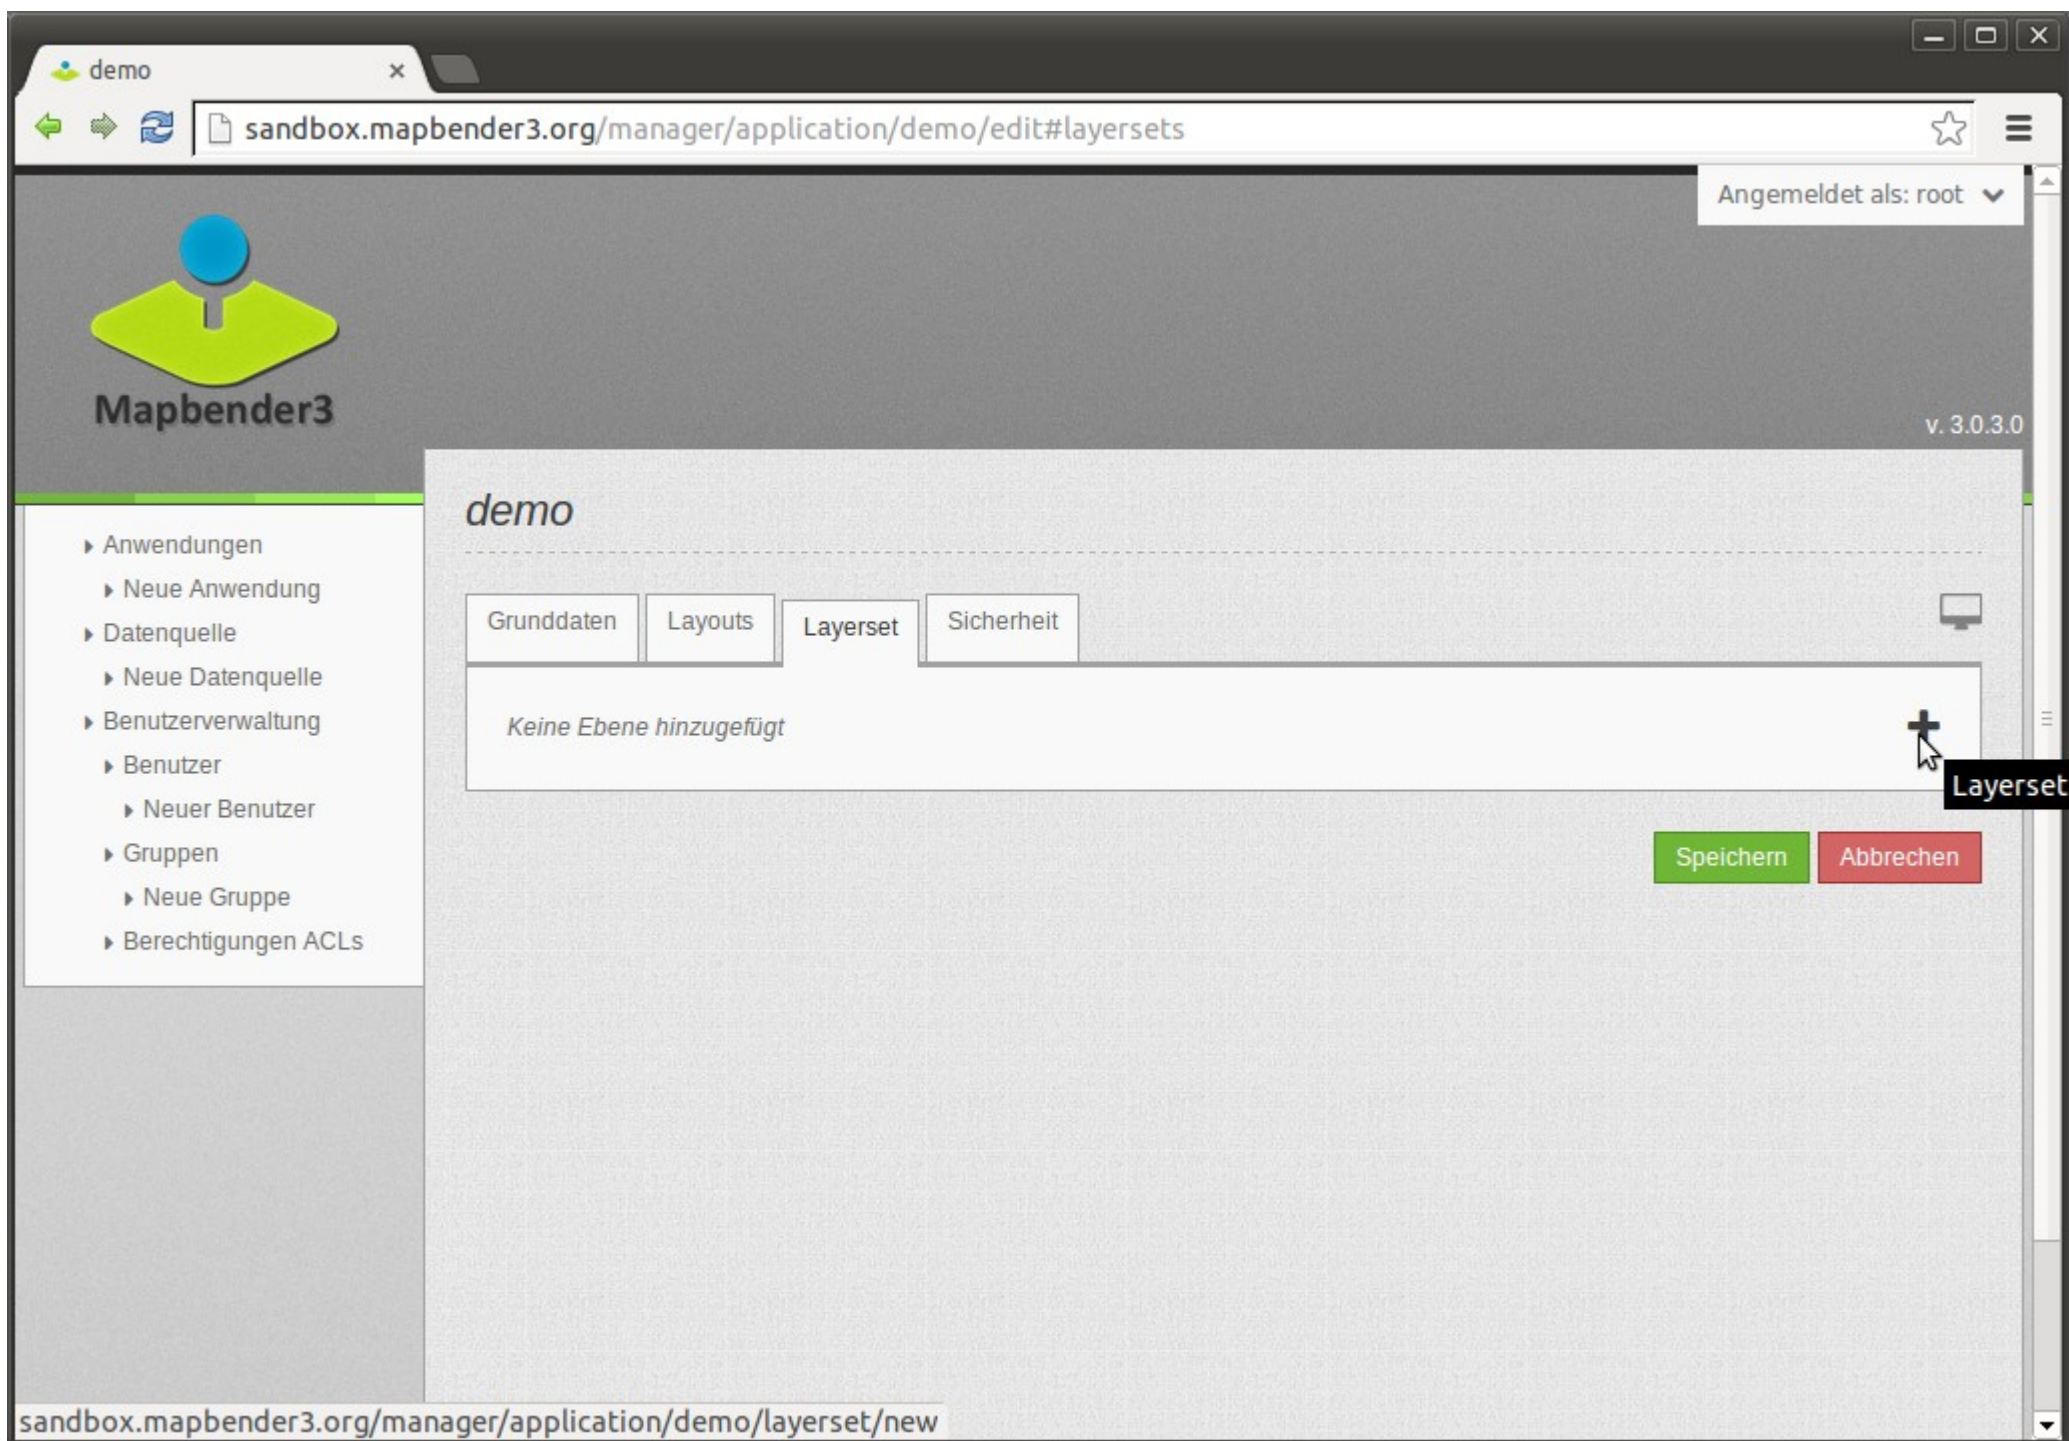 demo
sandbox.mapbender3.org/manager/application/demo/edit#layersets
Angemeldet als: root
Mapbender3
v. 3.0.3.0
demo
Anwendungen
Neue Anwendung
Datenquelle
Neue Datenquelle
Benutzerverwaltung
Benutzer
Neuer Benutzer
Gruppen
Neue Gruppe
Berechtigungen ACLs
Grunddaten Layouts Layerset Sicherheit
Keine Ebene hinzugefügt
Layerset
Speichern Abbrechen
sandbox.mapbender3.org/manager/application/demo/layerset/new